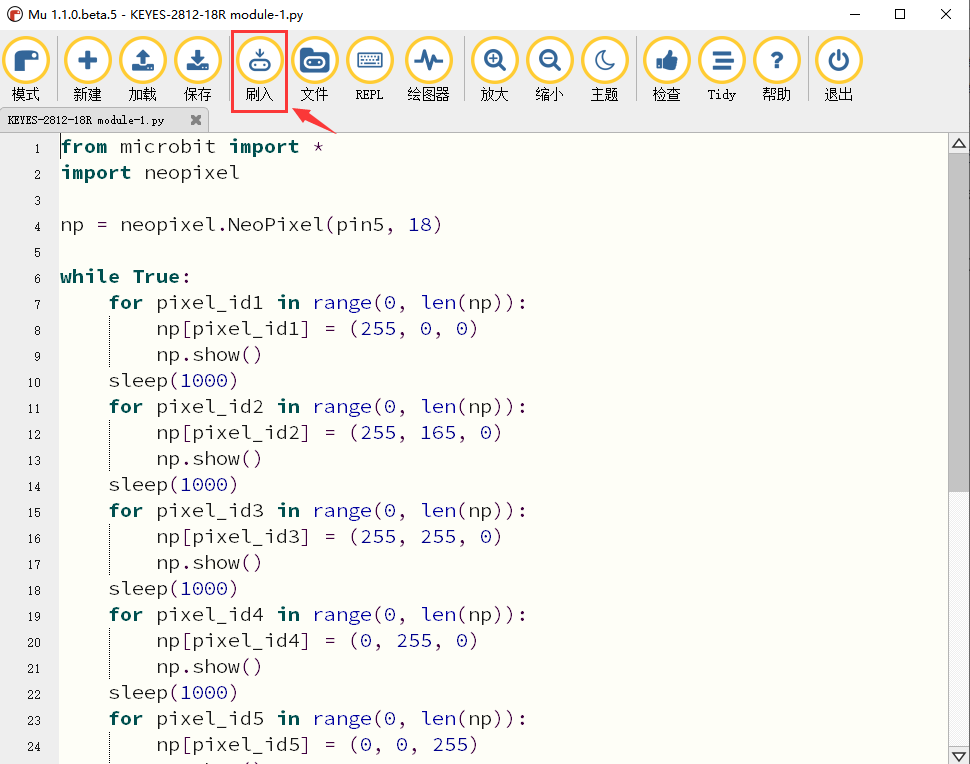 Mu 1.1.0.beta.5 - KEYES-2812-18R module-1.py
模式 新建 加载 保存 刷入 文件 REPL 绘图器 放大 缩小 主题 检查 Tidy 帮助 退出
KEYES-2812-18R module-1.py
1 from microbit import *
2 import neopixel
3
4 np = neopixel.NeoPixel(pin5, 18)
5
6 while True:
7     for pixel_id1 in range(0, len(np)):
8         np[pixel_id1] = (255, 0, 0)
9         np.show()
10     sleep(1000)
11     for pixel_id2 in range(0, len(np)):
12         np[pixel_id2] = (255, 165, 0)
13         np.show()
14     sleep(1000)
15     for pixel_id3 in range(0, len(np)):
16         np[pixel_id3] = (255, 255, 0)
17         np.show()
18     sleep(1000)
19     for pixel_id4 in range(0, len(np)):
20         np[pixel_id4] = (0, 255, 0)
21         np.show()
22     sleep(1000)
23     for pixel_id5 in range(0, len(np)):
24         np[pixel_id5] = (0, 0, 255)